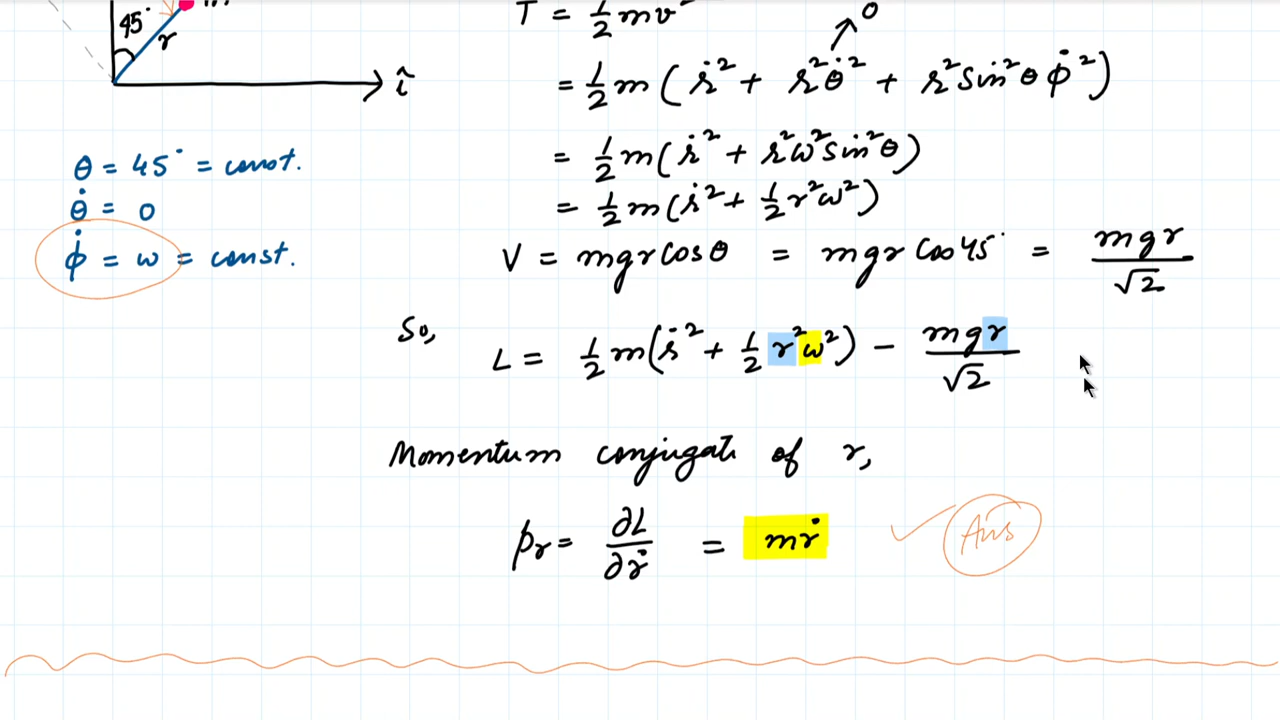 45°
r
î
θ = 45° = const.
θ̇ = 0
ϕ̇ = ω = const.
T = 1/2 mv²
0
= 1/2 m ( ṙ² + r²θ̇² + r² sin²θ ϕ̇² )
= 1/2 m ( ṙ² + r²ω² sin²θ )
= 1/2 m ( ṙ² + 1/2 r²ω² )
V = mgr cosθ = mgr Cos 45° = mgr/√2
So,
L = 1/2 m ( ṙ² + 1/2 r²ω² ) − mgr/√2
Momentum conjugate of r,
pᵣ = ∂L/∂ṙ = mṙ ✓ Ans